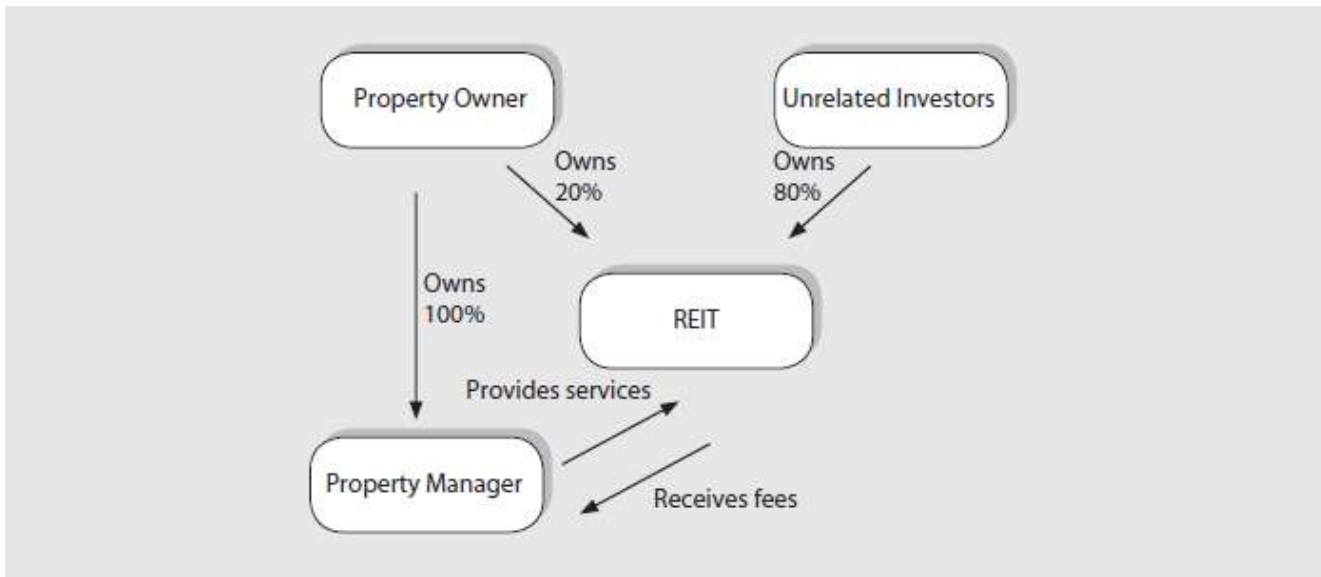 Property Owner
Unrelated Investors
Owns
20%
Owns
80%
Owns
100%
REIT
Provides services
Property Manager
Receives fees